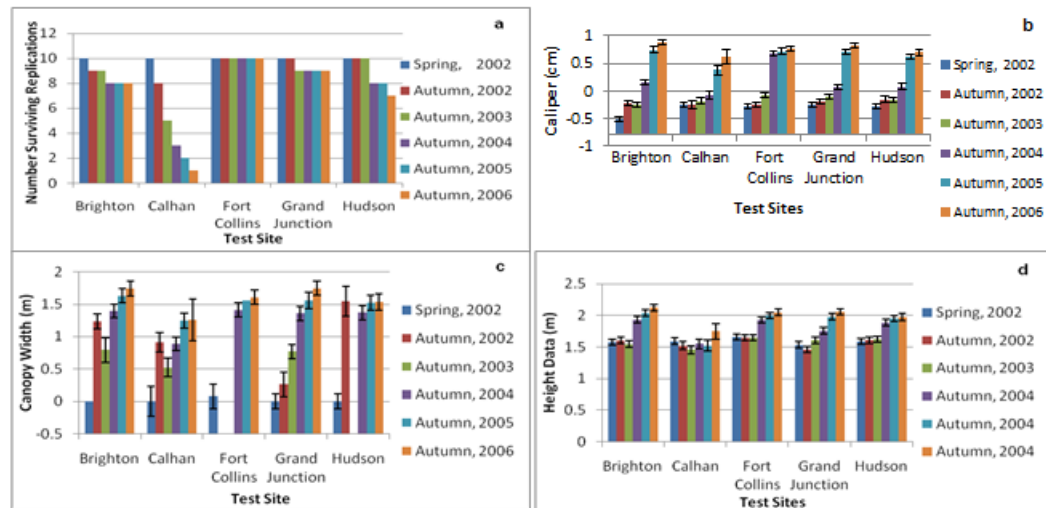 a
Number Surviving Replications
12
10
8
6
4
2
0
Brighton Calhan Fort Collins Grand Junction Hudson
Test Site
Spring, 2002
Autumn, 2002
Autumn, 2003
Autumn, 2004
Autumn, 2005
Autumn, 2006
b
Caliper (cm)
1
0.5
0
-0.5
-1
Brighton Calhan Fort Collins Grand Junction Hudson
Test Sites
Spring, 2002
Autumn, 2002
Autumn, 2003
Autumn, 2004
Autumn, 2005
Autumn, 2006
c
Canopy Width (m)
2
1.5
1
0.5
0
-0.5
Brighton Calhan Fort Collins Grand Junction Hudson
Test Site
Spring, 2002
Autumn, 2002
Autumn, 2003
Autumn, 2004
Autumn, 2005
Autumn, 2006
d
Height Data (m)
2.5
2
1.5
1
0.5
0
Brighton Calhan Fort Collins Grand Junction Hudson
Test Sites
Spring, 2002
Autumn, 2002
Autumn, 2003
Autumn, 2004
Autumn, 2004
Autumn, 2004